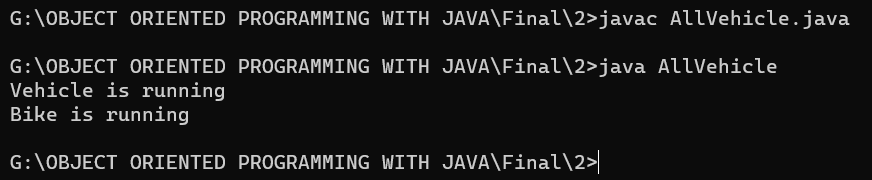 G:\OBJECT ORIENTED PROGRAMMING WITH JAVA\Final\2>javac AllVehicle.java
G:\OBJECT ORIENTED PROGRAMMING WITH JAVA\Final\2>java AllVehicle
Vehicle is running
Bike is running
G:\OBJECT ORIENTED PROGRAMMING WITH JAVA\Final\2>